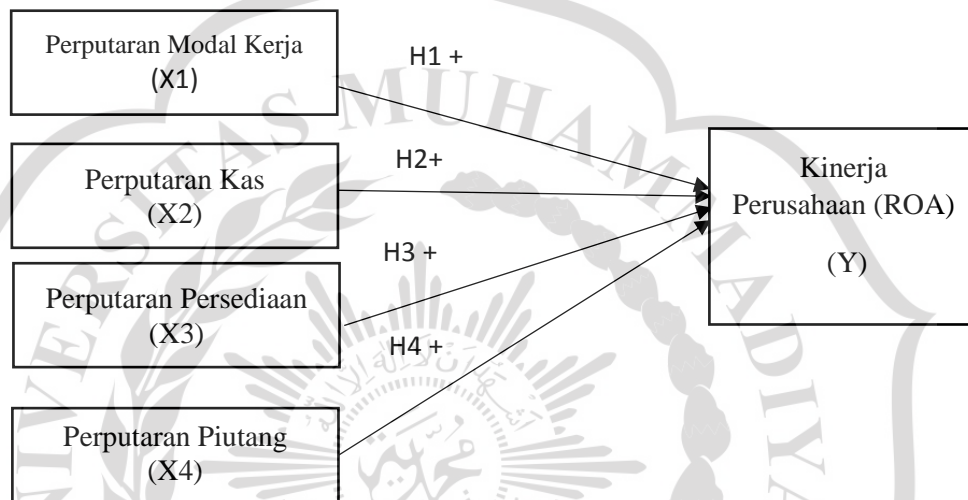 Perputaran Modal Kerja
(X1)
H1 +
Perputaran Kas
(X2)
H2+
Perputaran Persediaan
(X3)
H3 +
Perputaran Piutang
(X4)
H4 +
Kinerja
Perusahaan (ROA)
(Y)